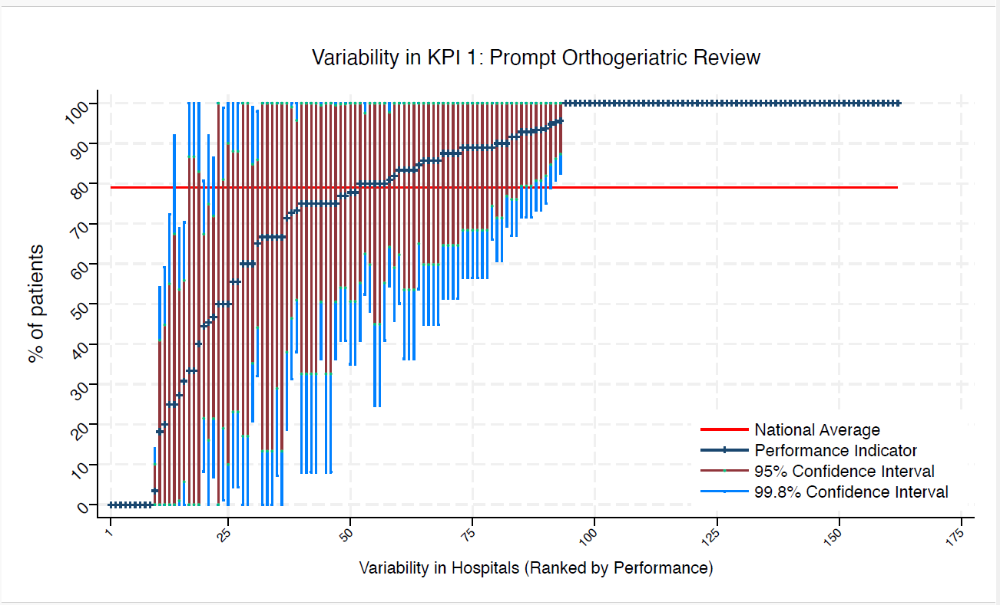 Variability in KPI 1: Prompt Orthogeriatric Review
% of patients
100
90
80
70
60
50
40
30
20
10
0
1
25
50
75
100
125
150
175
Variability in Hospitals (Ranked by Performance)
National Average
Performance Indicator
95% Confidence Interval
99.8% Confidence Interval